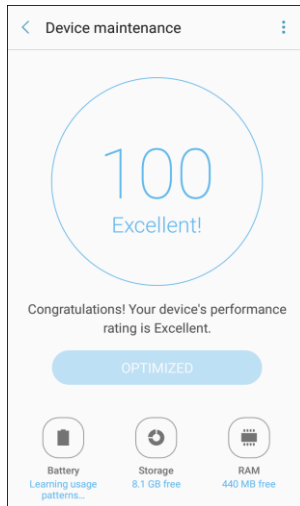 Device maintenance
100
Excellent!
Congratulations! Your device's performance
rating is Excellent.
OPTIMIZED
Battery
Learning usage
patterns...
Storage
8.1 GB free
RAM
440 MB free